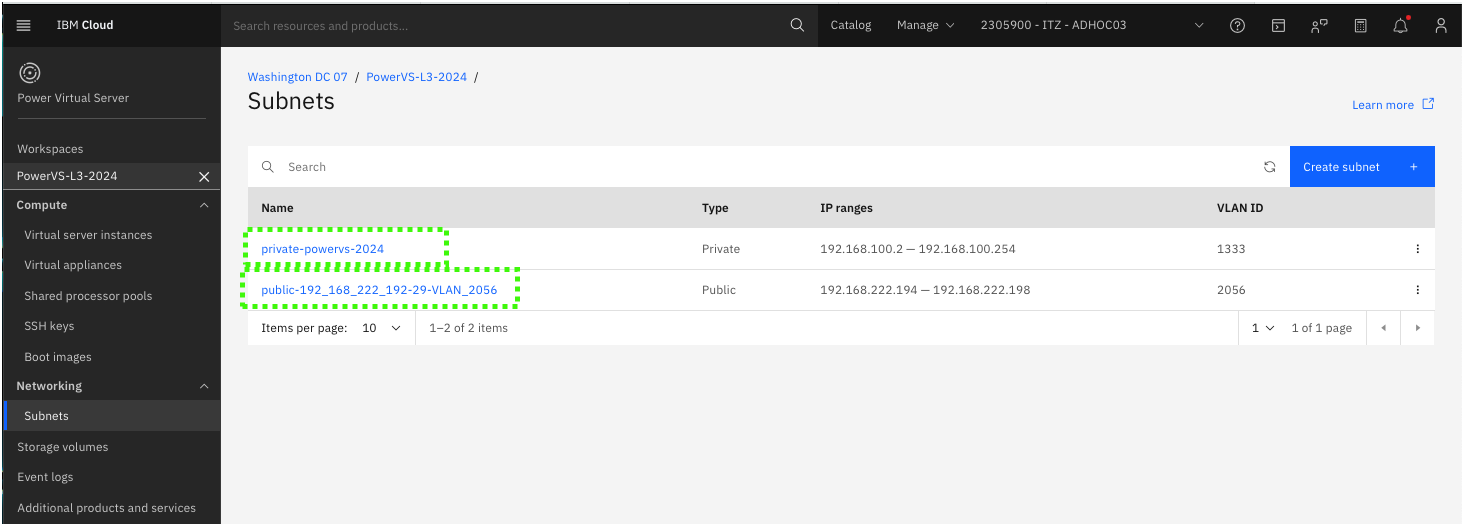 IBM Cloud
Search resources and products...
Catalog
Manage
2305900 - ITZ - ADHOC03
Power Virtual Server
Workspaces
PowerVS-L3-2024
Compute
Virtual server instances
Virtual appliances
Shared processor pools
SSH keys
Boot images
Networking
Subnets
Storage volumes
Event logs
Additional products and services
Washington DC 07 / PowerVS-L3-2024 /
Subnets
Learn more
Search
Create subnet +
Name Type IP ranges VLAN ID
private-powervs-2024 Private 192.168.100.2 — 192.168.100.254 1333
public-192_168_222_192-29-VLAN_2056 Public 192.168.222.194 — 192.168.222.198 2056
Items per page: 10 1–2 of 2 items 1 1 of 1 page